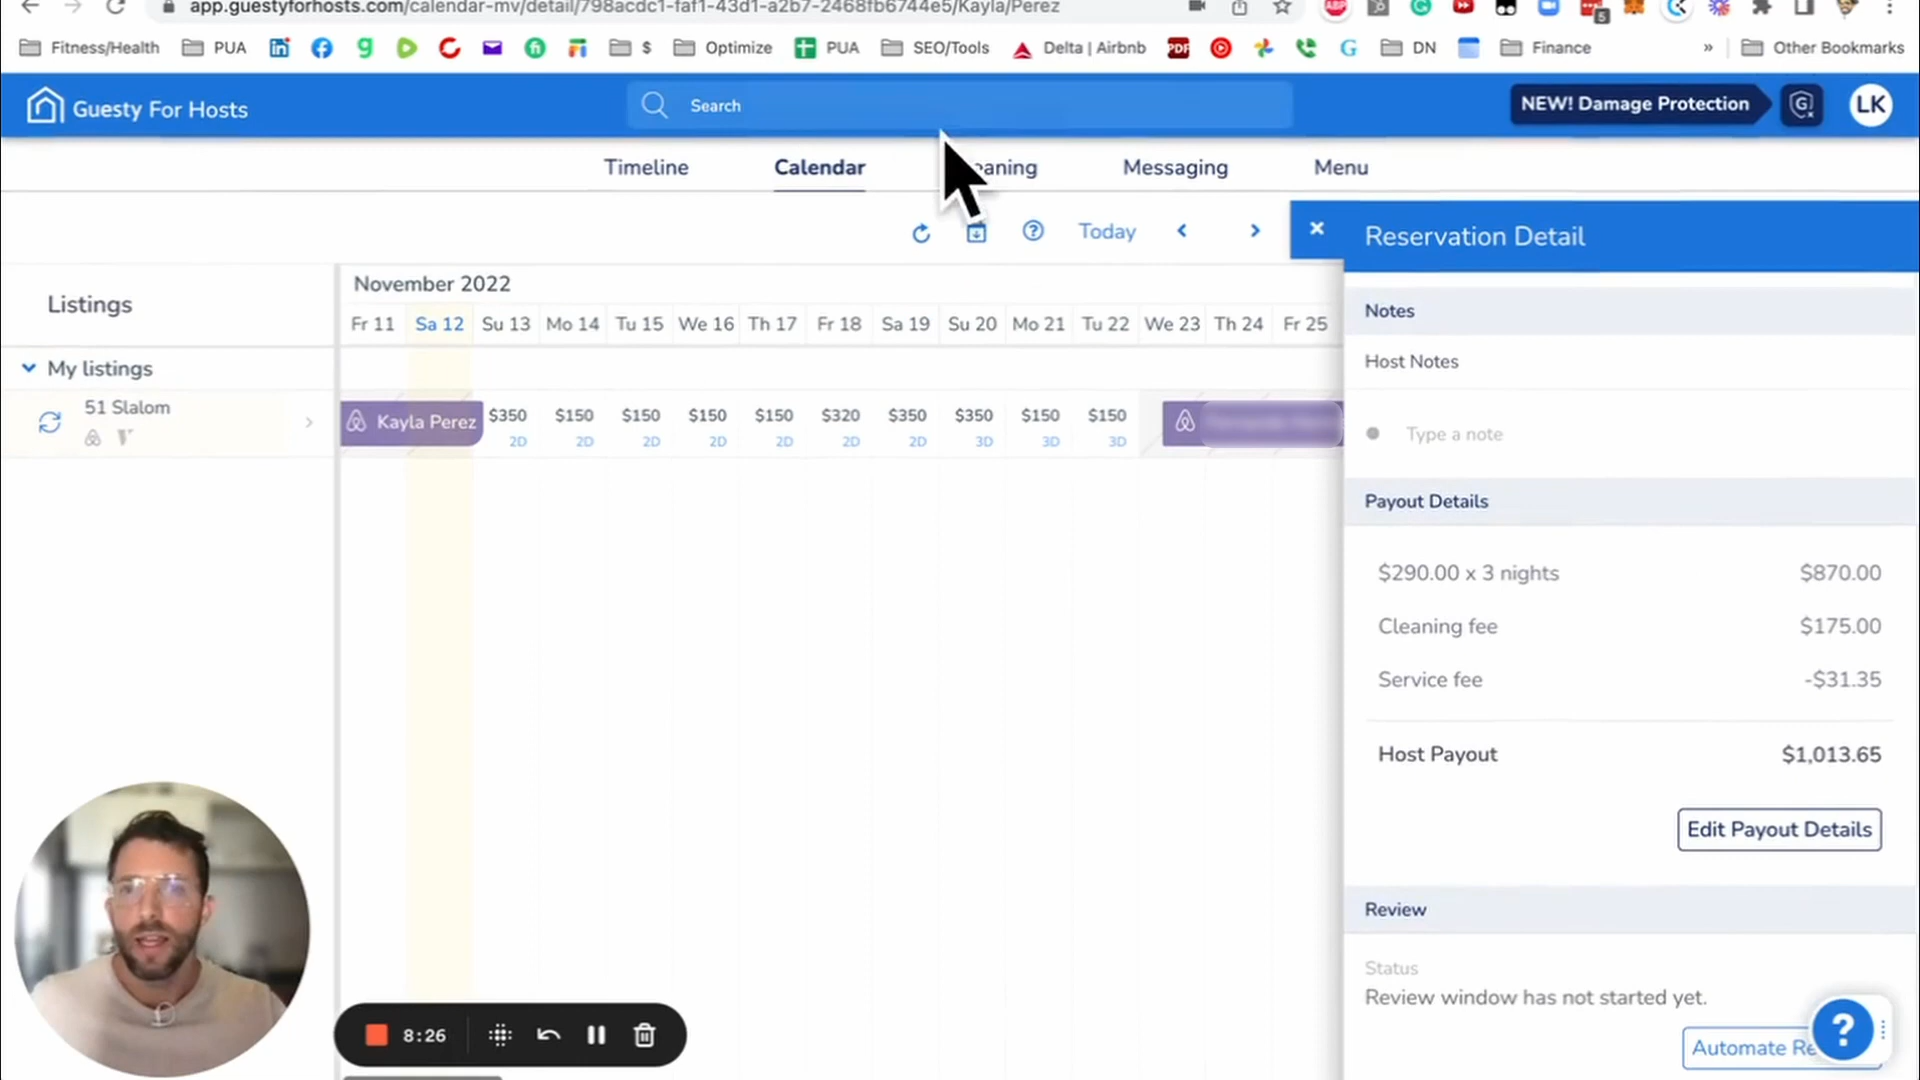 app.guestyforhosts.com/calendar-mv/detail/798acdc1-faf1-43d1-a2b7-2468fb6744e5/Kayla/Perez
5
Fitness/Health PUA $ Optimize PUA SEO/Tools Delta | Airbnb PDF DN Finance » Other Bookmarks
Guesty For Hosts
Search
NEW! Damage Protection
LK
Timeline
Calendar
Messaging
Menu
Today
Reservation Detail
Listings
November 2022
Fr 11 Sa 12 Su 13 Mo 14 Tu 15 We 16 Th 17 Fr 18 Sa 19 Su 20 Mo 21 Tu 22 We 23 Th 24 Fr 25
My listings
51 Slalom
Kayla Perez
$350 $150 $150 $150 $150 $320 $350 $350 $150 $150
2D 2D 2D 2D 2D 2D 2D 3D 3D 3D
Notes
Host Notes
Type a note
Payout Details
$290.00 x 3 nights $870.00
Cleaning fee $175.00
Service fee -$31.35
Host Payout $1,013.65
Edit Payout Details
Review
Status
Review window has not started yet.
Automate
8:26